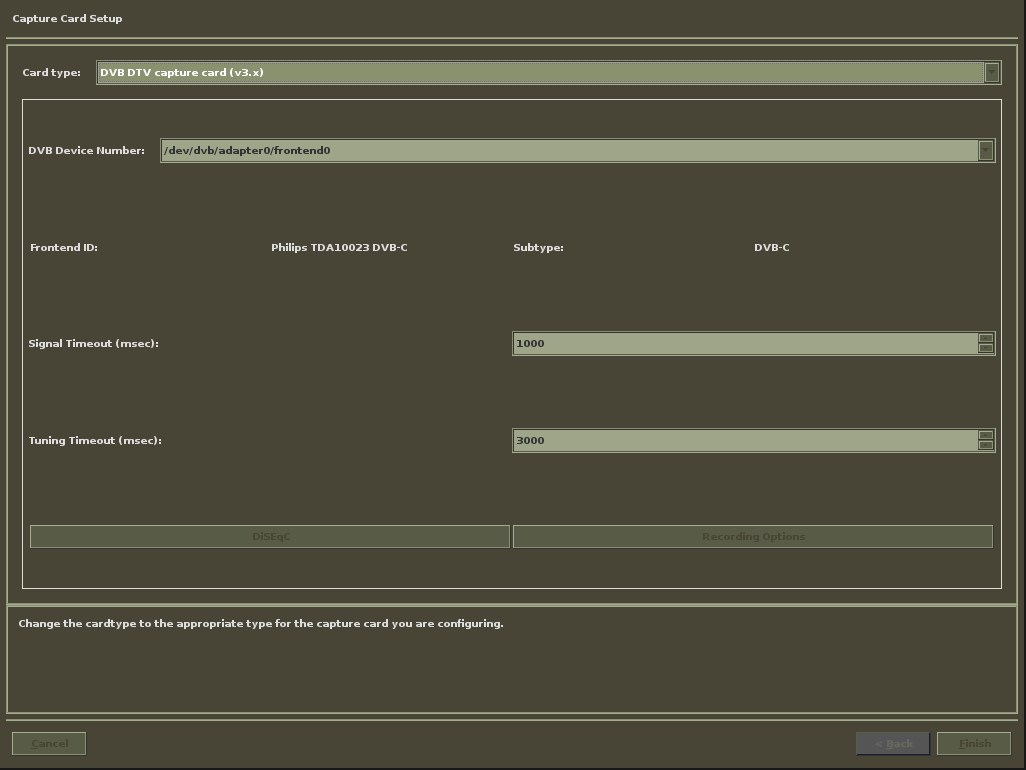 Capture Card Setup
Card type: DVB DTV capture card (v3.x)
DVB Device Number: /dev/dvb/adapter0/frontend0
Frontend ID: Philips TDA10023 DVB-C Subtype: DVB-C
Signal Timeout (msec): 1000
Tuning Timeout (msec): 3000
DiSEqC Recording Options
Change the cardtype to the appropriate type for the capture card you are configuring.
Cancel < Back Finish